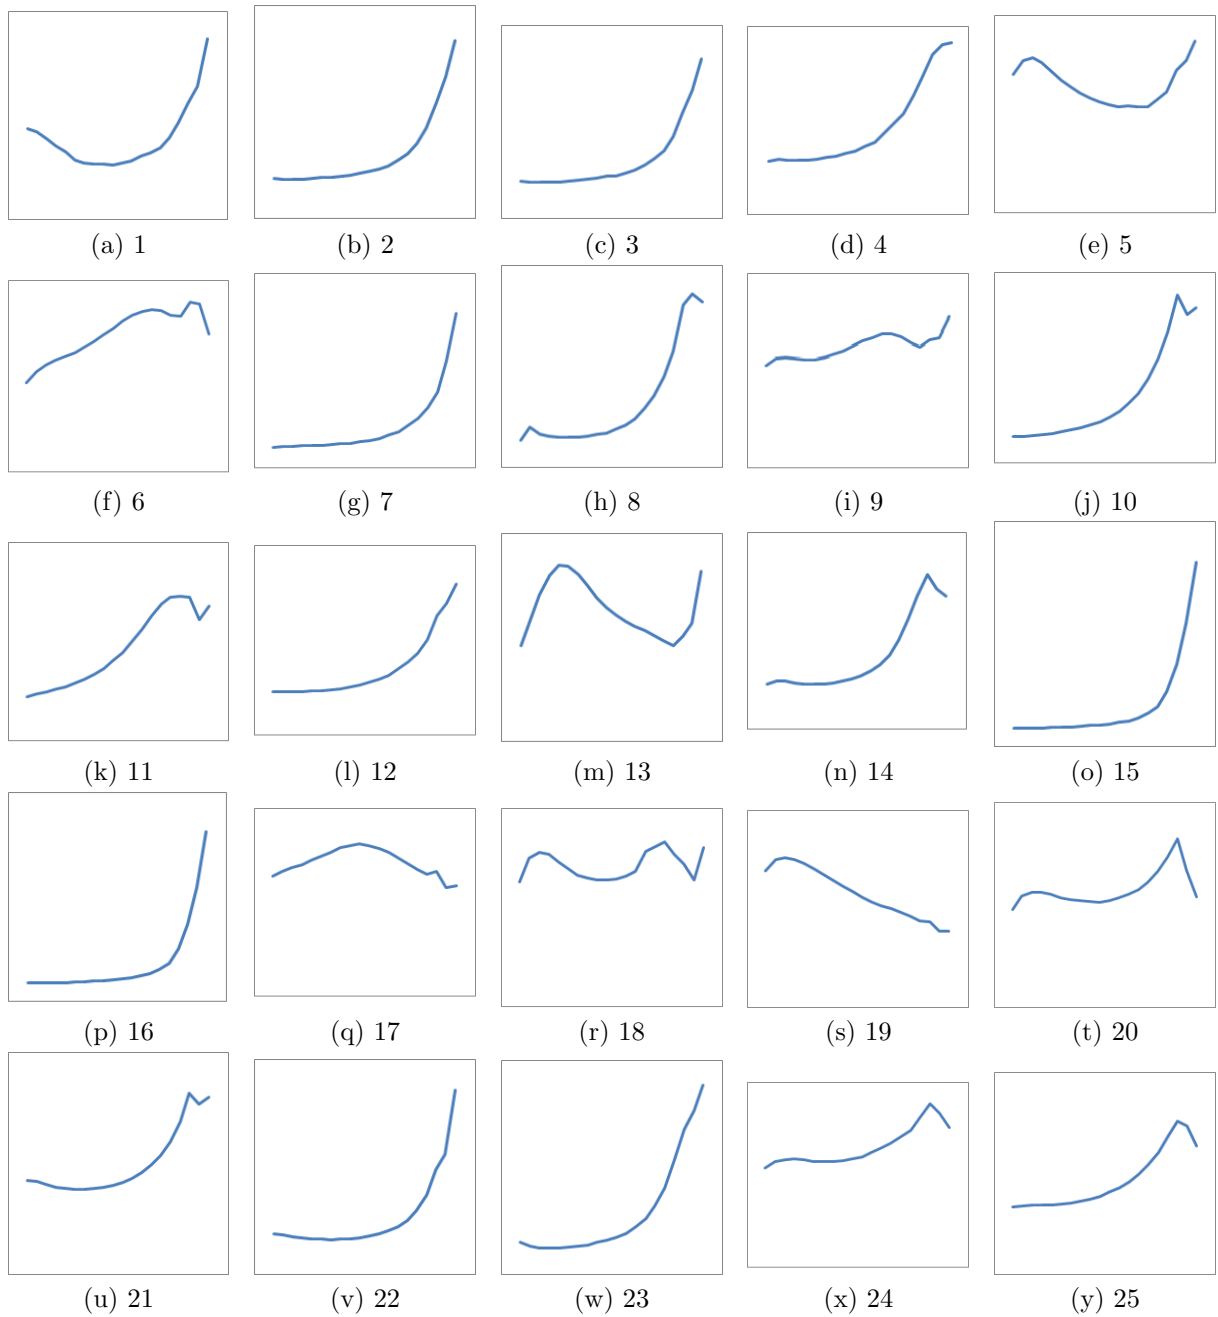 (a) 1 (b) 2 (c) 3 (d) 4 (e) 5
(f) 6 (g) 7 (h) 8 (i) 9 (j) 10
(k) 11 (l) 12 (m) 13 (n) 14 (o) 15
(p) 16 (q) 17 (r) 18 (s) 19 (t) 20
(u) 21 (v) 22 (w) 23 (x) 24 (y) 25